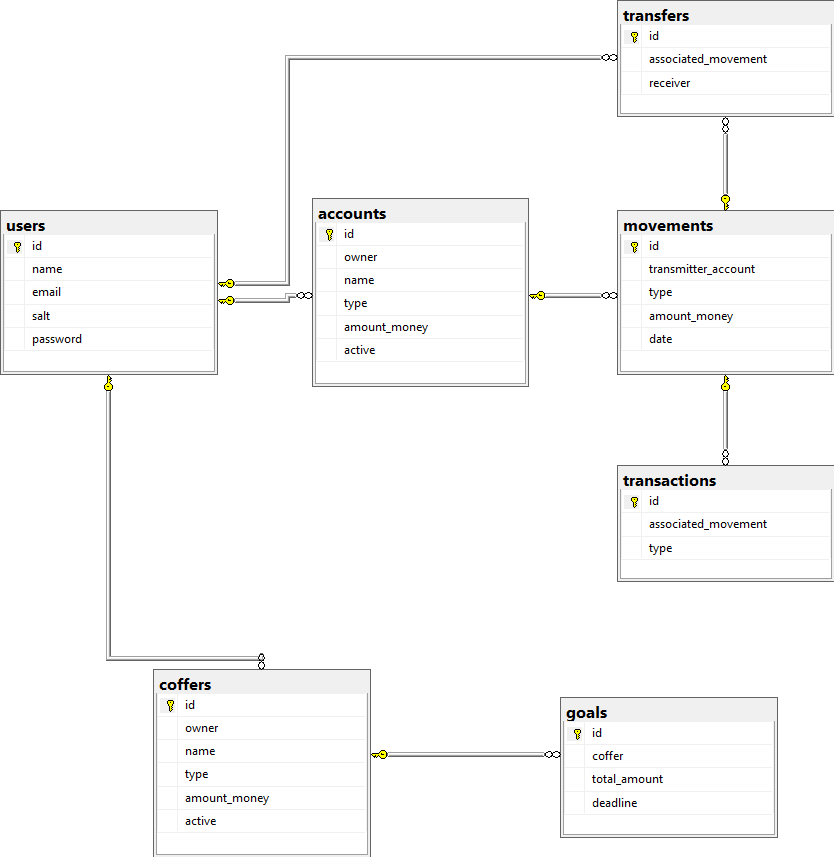 transfers
id
associated_movement
receiver
users
id
name
email
salt
password
accounts
id
owner
name
type
amount_money
active
movements
id
transmitter_account
type
amount_money
date
transactions
id
associated_movement
type
coffers
id
owner
name
type
amount_money
active
goals
id
coffer
total_amount
deadline